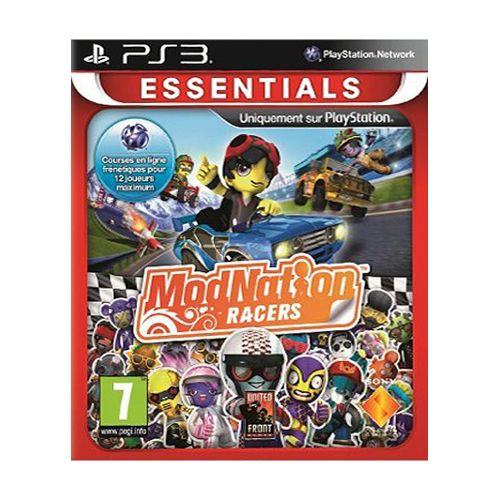 PS3
PlayStation®Network
ESSENTIALS
Uniquement sur PlayStation®
Courses en ligne
frénétiques pour
12 joueurs
maximum
ModNation™
RACERS
7
www.pegi.info
UNITED
FRONT
SONY